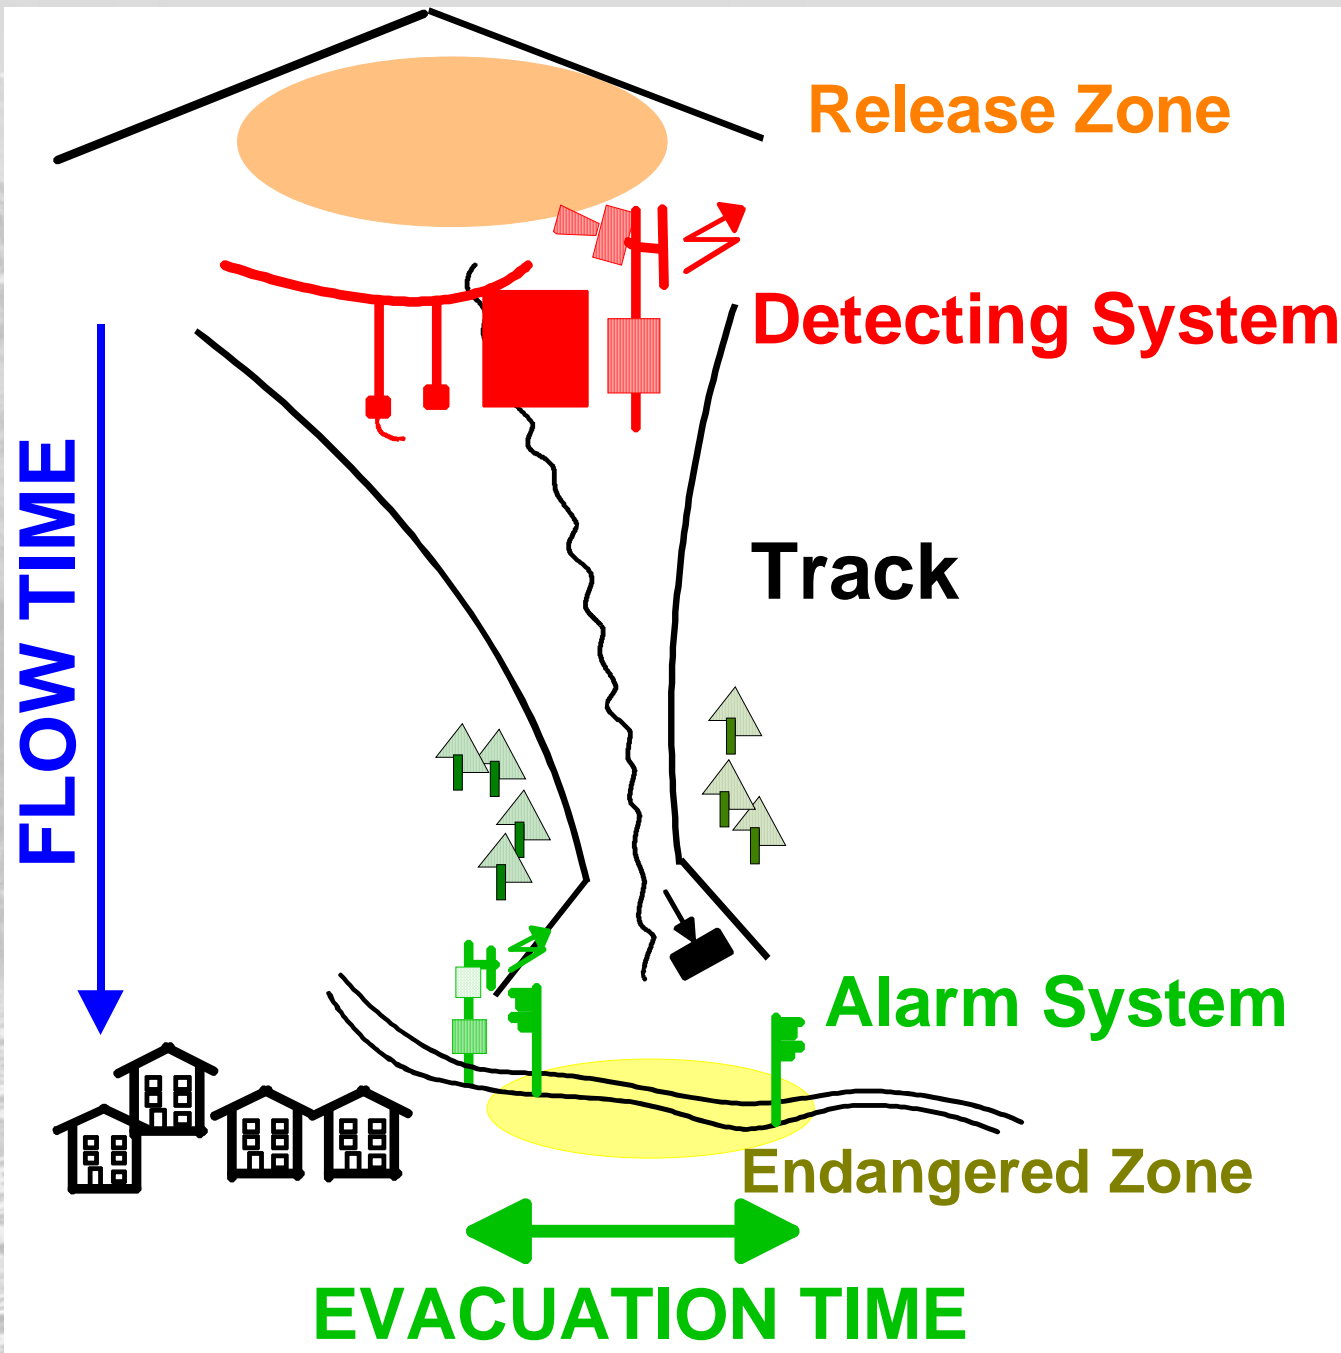 Release Zone
Detecting System
FLOW TIME
Track
Alarm System
Endangered Zone
EVACUATION TIME